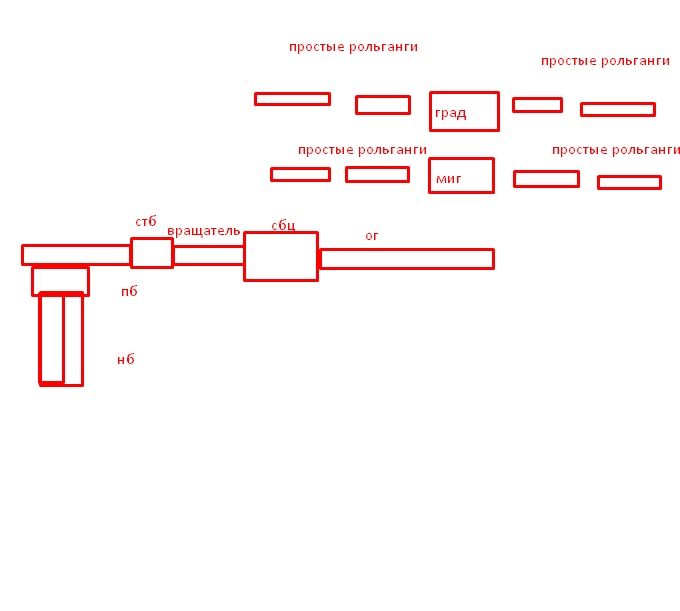 простые рольганги
простые рольганги
град
простые рольганги
простые рольганги
миг
стб
вращатель
сбц
ог
пб
нб